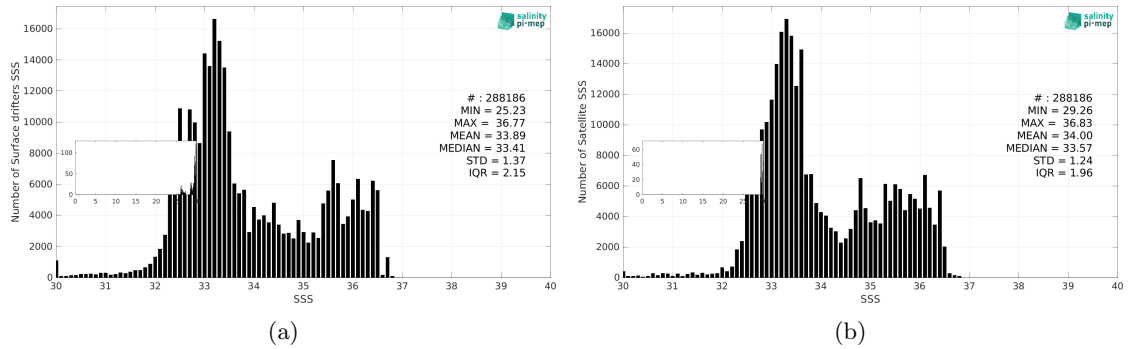 salinity
pi-mep
Number of Surface drifters SSS
16000
14000
12000
10000
8000
6000
4000
2000
0
# : 288186
MIN = 25.23
MAX = 36.77
MEAN = 33.89
MEDIAN = 33.41
STD = 1.37
IQR = 2.15
100
50
0
0 5 10 15 20 25
30 31 32 33 34 35 36 37 38 39 40
SSS
(a)
salinity
pi-mep
Number of Satellite SSS
16000
14000
12000
10000
8000
6000
4000
2000
0
# : 288186
MIN = 29.26
MAX = 36.83
MEAN = 34.00
MEDIAN = 33.57
STD = 1.24
IQR = 1.96
60
40
20
0
0 5 10 15 20 25
30 31 32 33 34 35 36 37 38 39 40
SSS
(b)